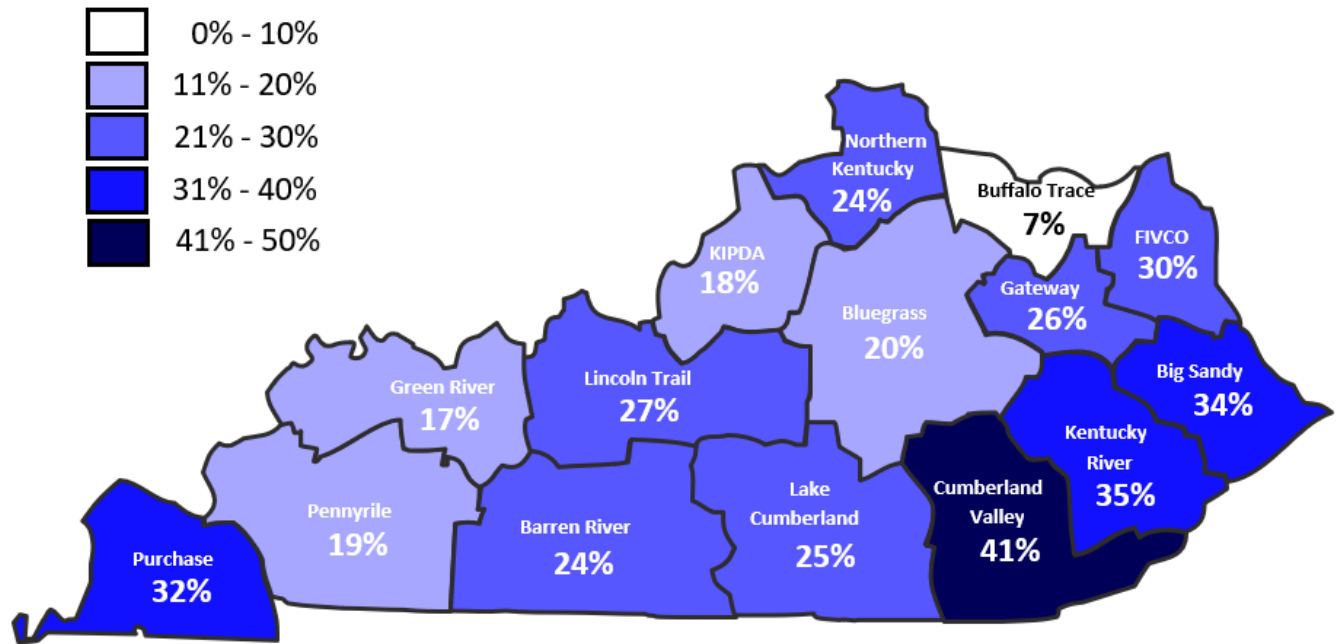 0% - 10%
11% - 20%
21% - 30%
31% - 40%
41% - 50%
Northern
Kentucky
24%
Buffalo Trace
7%
FIVCO
30%
KIPDA
18%
Gateway
26%
Bluegrass
20%
Green River
17%
Lincoln Trail
27%
Big Sandy
34%
Kentucky
River
35%
Cumberland
Valley
41%
Lake
Cumberland
25%
Barren River
24%
Pennyrile
19%
Purchase
32%